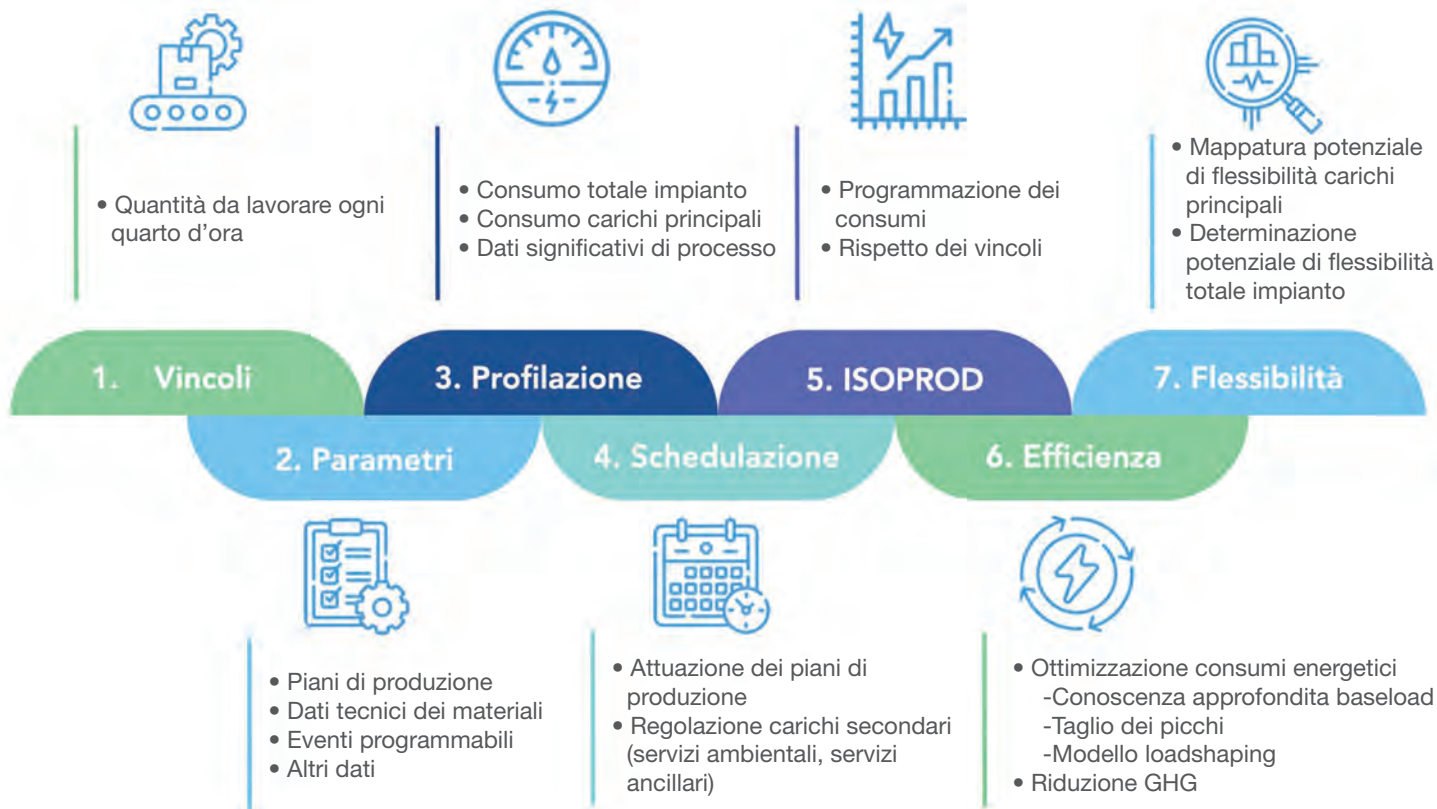 • Quantità da lavorare ogni
quarto d'ora
• Consumo totale impianto
• Consumo carichi principali
• Dati significativi di processo
• Programmazione dei
consumi
• Rispetto dei vincoli
• Mappatura potenziale
di flessibilità carichi
principali
• Determinazione
potenziale di flessibilità
totale impianto
1. Vincoli
3. Profilazione
5. ISOPROD
7. Flessibilità
2. Parametri
4. Schedulazione
6. Efficienza
• Piani di produzione
• Dati tecnici dei materiali
• Eventi programmabili
• Altri dati
• Attuazione dei piani di
produzione
• Regolazione carichi secondari
(servizi ambientali, servizi
ancillari)
• Ottimizzazione consumi energetici
-Conoscenza approfondita baseload
-Taglio dei picchi
-Modello loadshaping
• Riduzione GHG